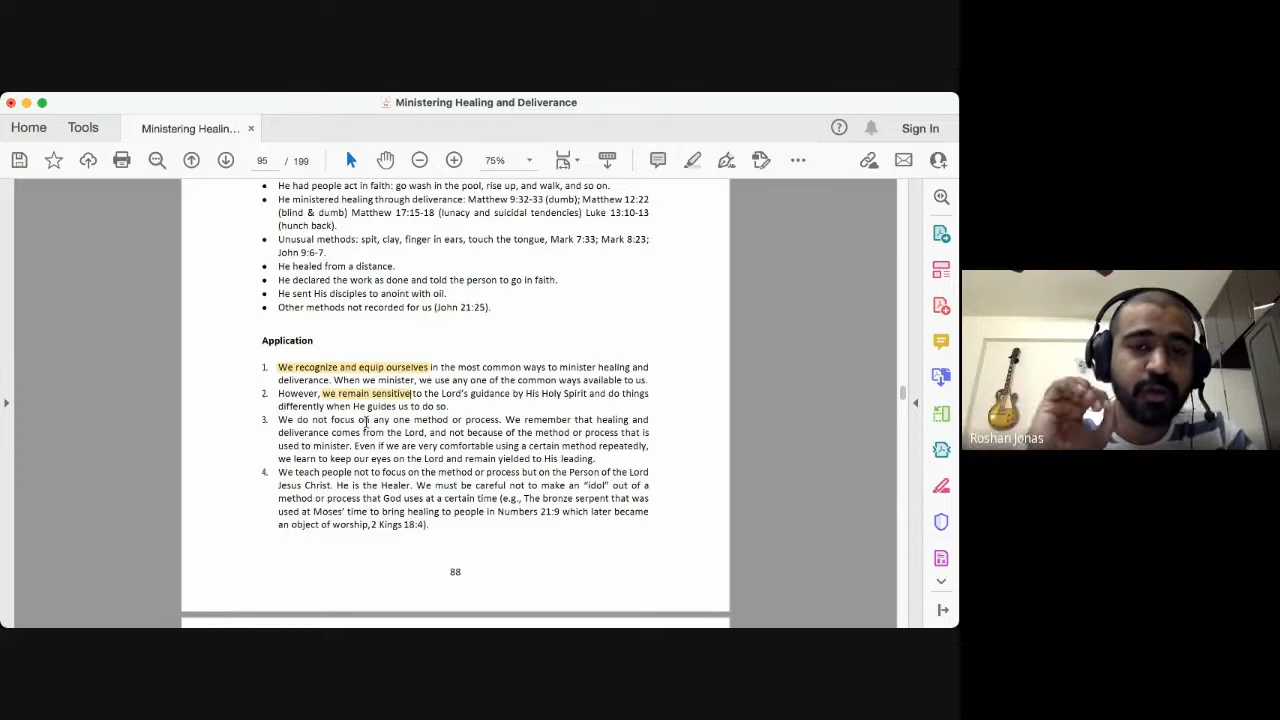 Ministering Healing and Deliverance
Home Tools Ministering Healin... × Sign In
95 / 199 75%
• He had people act in faith: go wash in the pool, rise up, and walk, and so on.
• He ministered healing through deliverance: Matthew 9:32-33 (dumb); Matthew 12:22
(blind & dumb) Matthew 17:15-18 (lunacy and suicidal tendencies) Luke 13:10-13
(hunch back).
• Unusual methods: spit, clay, finger in ears, touch the tongue, Mark 7:33; Mark 8:23;
John 9:6-7.
• He healed from a distance.
• He declared the work as done and told the person to go in faith.
• He sent His disciples to anoint with oil.
• Other methods not recorded for us (John 21:25).
Application
1. We recognize and equip ourselves in the most common ways to minister healing and
deliverance. When we minister, we use any one of the common ways available to us.
2. However, we remain sensitive to the Lord's guidance by His Holy Spirit and do things
differently when He guides us to do so.
3. We do not focus on any one method or process. We remember that healing and
deliverance comes from the Lord, and not because of the method or process that is
used to minister. Even if we are very comfortable using a certain method repeatedly,
we learn to keep our eyes on the Lord and remain yielded to His leading.
4. We teach people not to focus on the method or process but on the Person of the Lord
Jesus Christ. He is the Healer. We must be careful not to make an "idol" out of a
method or process that God uses at a certain time (e.g., The bronze serpent that was
used at Moses' time to bring healing to people in Numbers 21:9 which later became
an object of worship,2 Kings 18:4).
88
Roshan Jonas